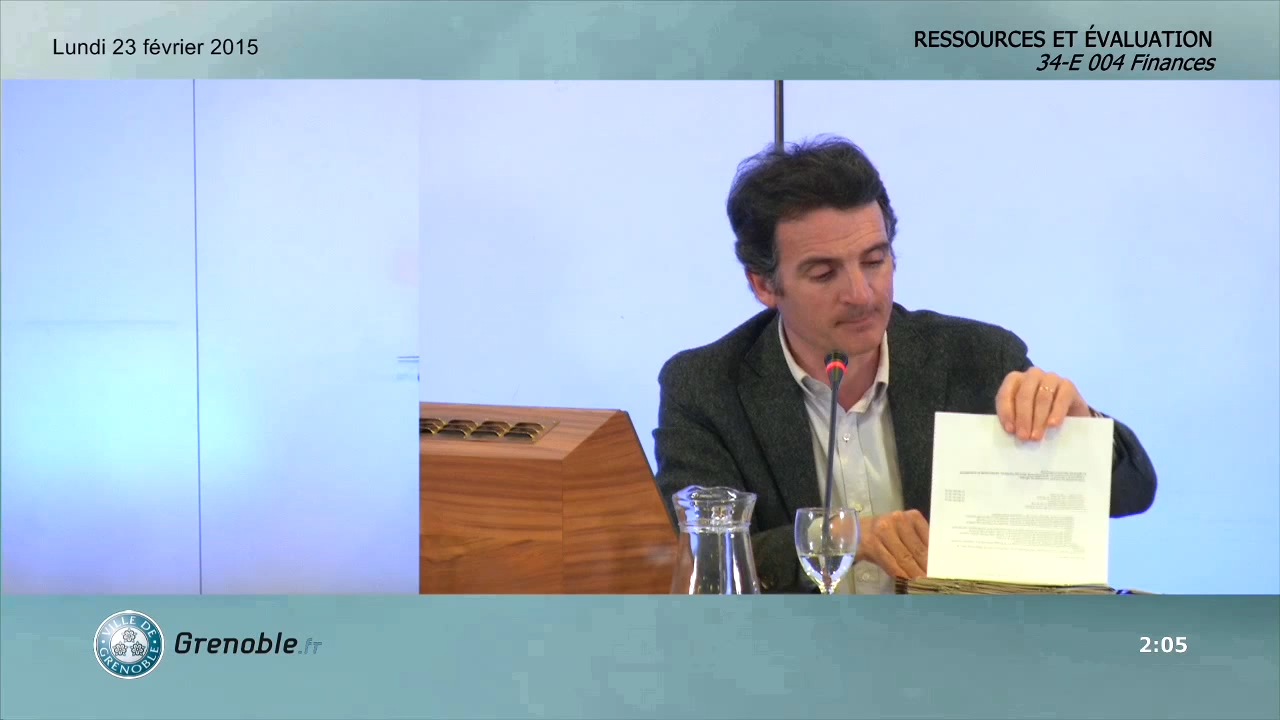 Lundi 23 février 2015
RESSOURCES ET ÉVALUATION
34-E 004 Finances
VILLE DE GRENOBLE
Grenoble.fr
2:05